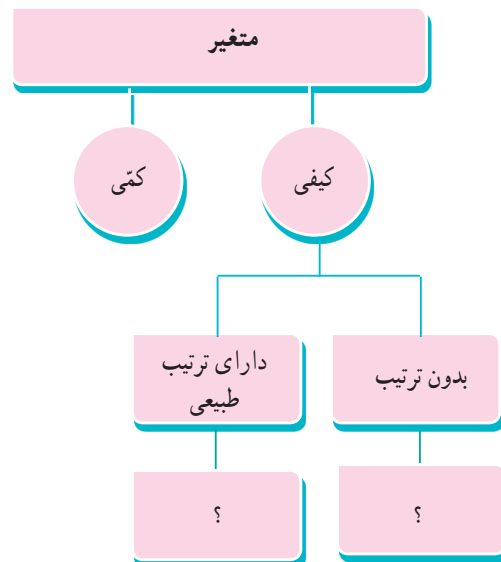 متغیر
کیفی
کمّی
بدون ترتیب
دارای ترتیب
طبیعی
؟
؟